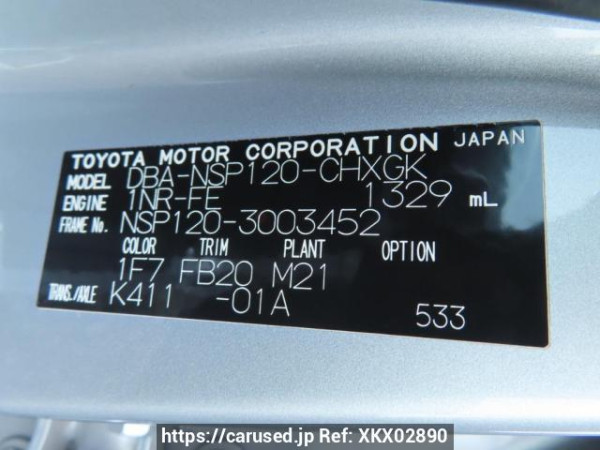 TOYOTA MOTOR CORPORATION JAPAN
MODEL DBA-NSP120-CHXGK
ENGINE 1NR-FE 1329 mL
FRAME No. NSP120-3003452
COLOR TRIM PLANT OPTION
1F7 FB20 M21
TRANS./AXLE K411 -01A
533
https://carused.jp Ref: XKX02890